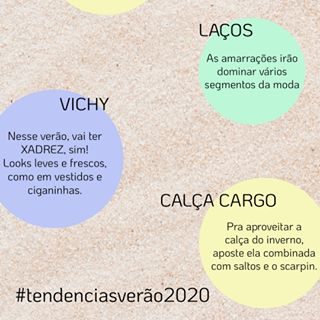 LAÇOS
As amarrações irão
dominar vários
segmentos da moda
VICHY
Nesse verão, vai ter
XADREZ, sim!
Looks leves e frescos,
como em vestidos e
ciganinhas.
CALÇA CARGO
Pra aproveitar a
calça do inverno,
aposte ela combinada
com saltos e o scarpin.
#tendenciasverão2020